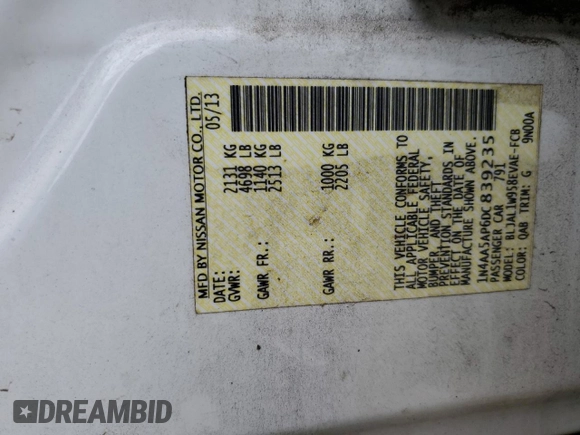 MFD BY NISSAN MOTOR CO., LTD.
DATE: 05/13
GVWR: 2131 KG
4698 LB
GAWR FR.: 1140 KG
2513 LB
GAWR RR.: 1000 KG
2205 LB
THIS VEHICLE CONFORMS TO
ALL APPLICABLE FEDERAL
MOTOR VEHICLE SAFETY,
BUMPER AND THEFT
PREVENTION STANDARDS IN
EFFECT ON THE DATE OF
MANUFACTURE SHOWN ABOVE.
1N4AA5AP6DC839235
PASSENGER CAR 791
MODEL: BLJALVW958EVAE-FCB
COLOR: QAB TRIM: G 9N00A
DREAMBID